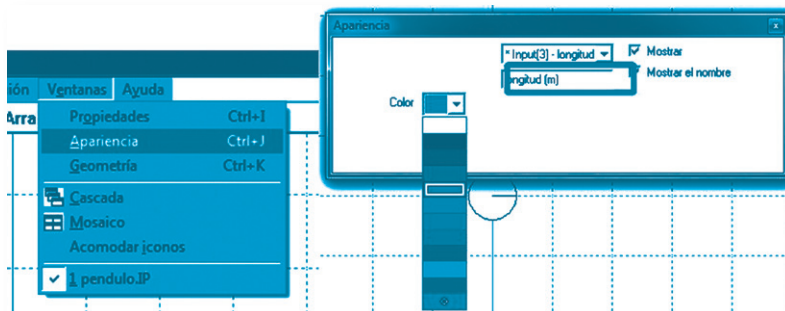 ión Ventanas Ayuda
Arra
Propiedades Ctrl+I
Apariencia Ctrl+J
Geometría Ctrl+K
Cascada
Mosaico
Acomodar iconos
1 pendulo.IP
Apariencia
* Input[3] - longitud
Mostrar
ongitud (m)
Mostrar el nombre
Color